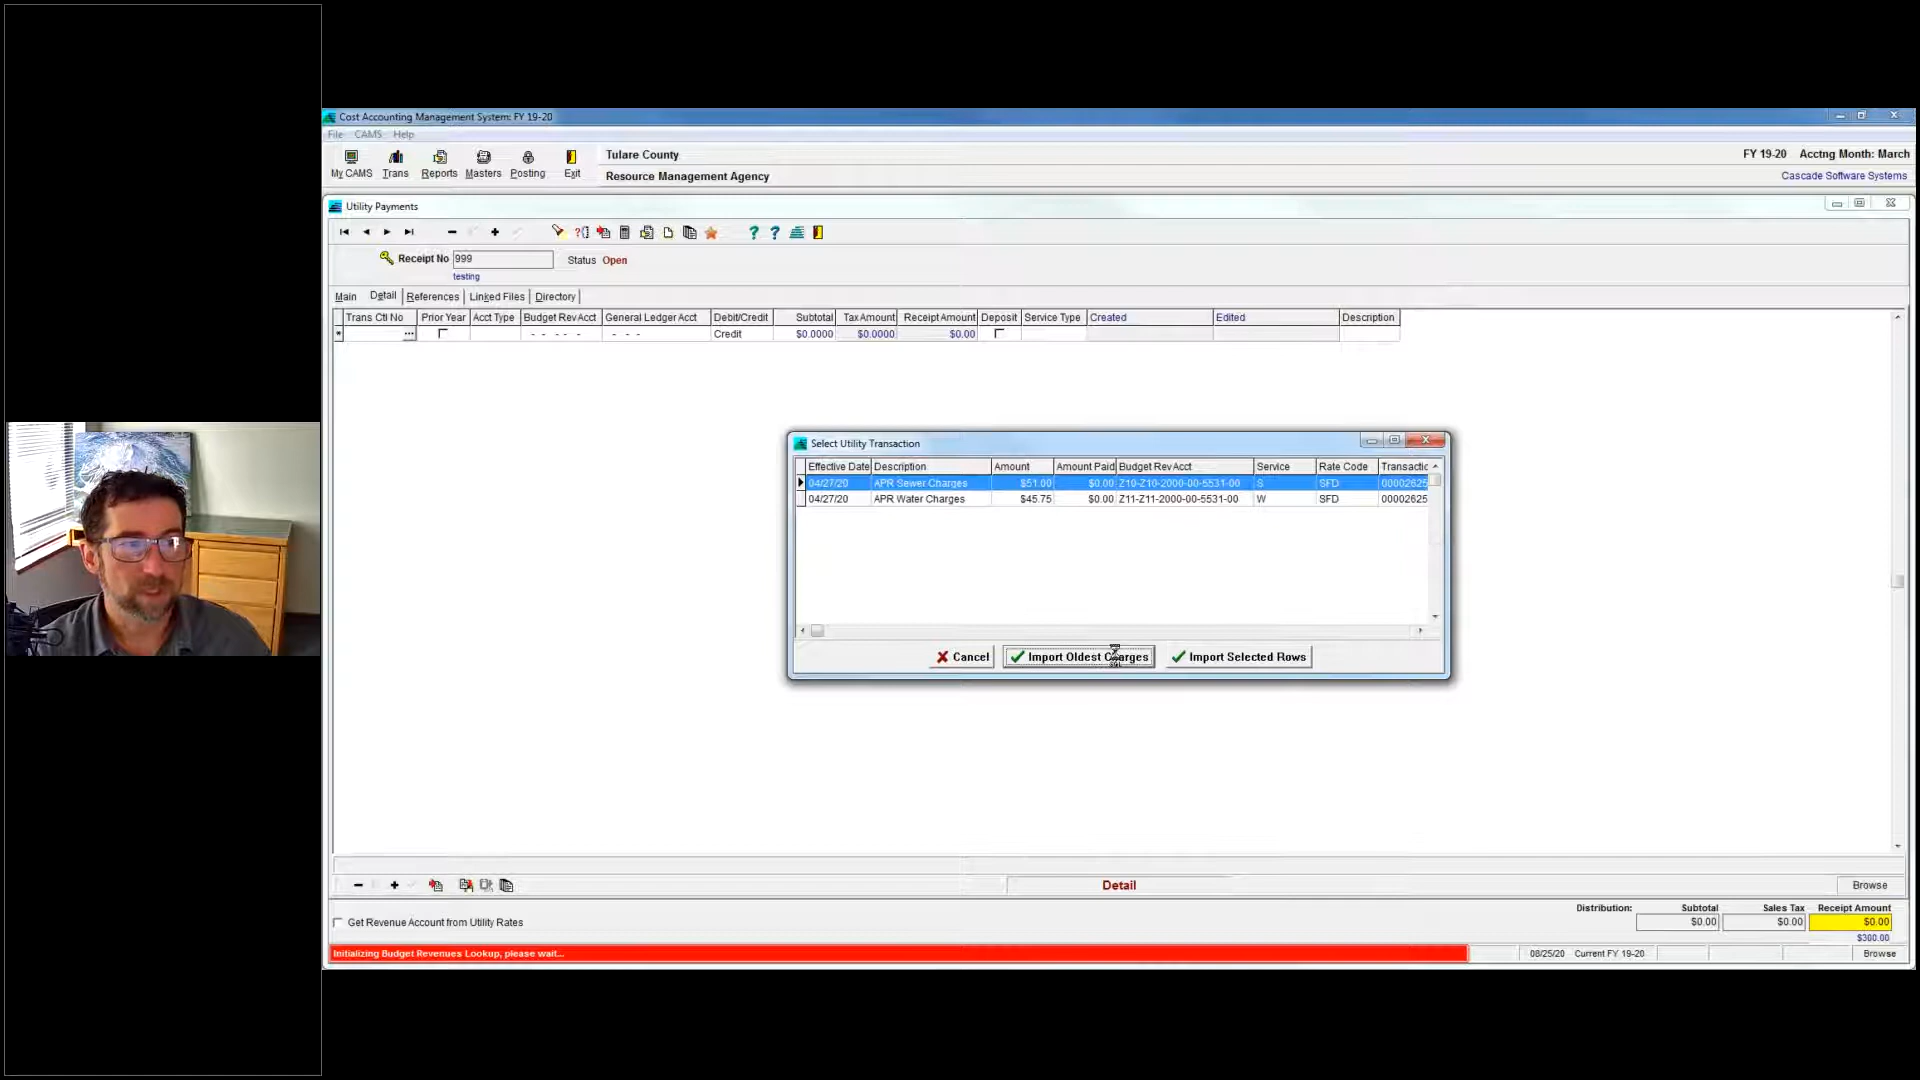 Cost Accounting Management System: FY 19-20
File CAMS Help
My CAMS Trans Reports Masters Posting Exit
Tulare County
Resource Management Agency
FY 19-20 Acctng Month: March
Cascade Software Systems
Utility Payments
Receipt No 999 Status Open
testing
Main Detail References Linked Files Directory
Trans Ctl No Prior Year Acct Type Budget Rev Acct General Ledger Acct Debit/Credit Subtotal Tax Amount Receipt Amount Deposit Service Type Created Edited Description
* ... - - - - - - - Credit $0.0000 $0.0000 $0.00
Select Utility Transaction
Effective Date Description Amount Amount Paid Budget Rev Acct Service Rate Code Transactic
04/27/20 APR Sewer Charges $51.00 $0.00 Z10-Z10-2000-00-5531-00 S SFD 00002625
04/27/20 APR Water Charges $45.75 $0.00 Z11-Z11-2000-00-5531-00 W SFD 00002625
Cancel Import Oldest Charges Import Selected Rows
Detail Browse
Distribution: Subtotal Sales Tax Receipt Amount
Get Revenue Account from Utility Rates $0.00 $0.00 $0.00
$300.00
Initializing Budget Revenues Lookup, please wait... 08/25/20 Current FY 19-20 Browse